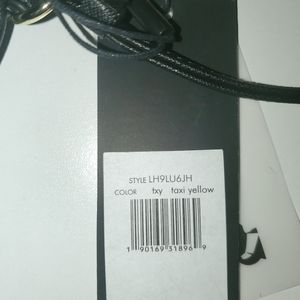 STYLE LH9LU6JH
COLOR txy taxi yellow
1 90169 31896 9